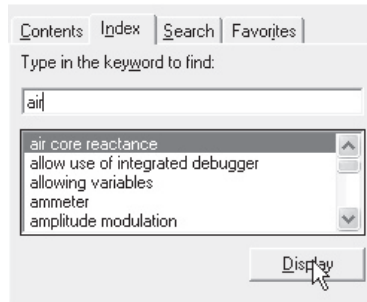 Contents Index Search Favorites
Type in the keyword to find:
air
air core reactance
allow use of integrated debugger
allowing variables
ammeter
amplitude modulation
Display